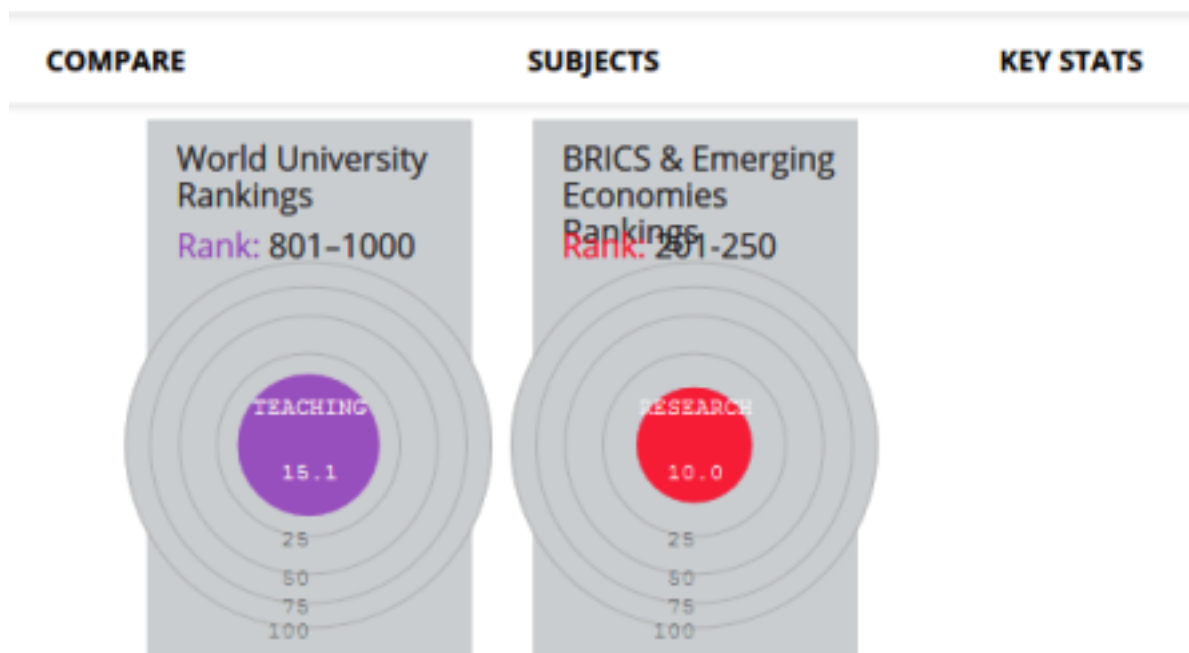 COMPARE SUBJECTS KEY STATS
World University
Rankings
Rank: 801–1000
TEACHING
15.1
25
50
75
100
BRICS & Emerging
Economies
Rankings
Rank: 201-250
RESEARCH
10.0
25
50
75
100